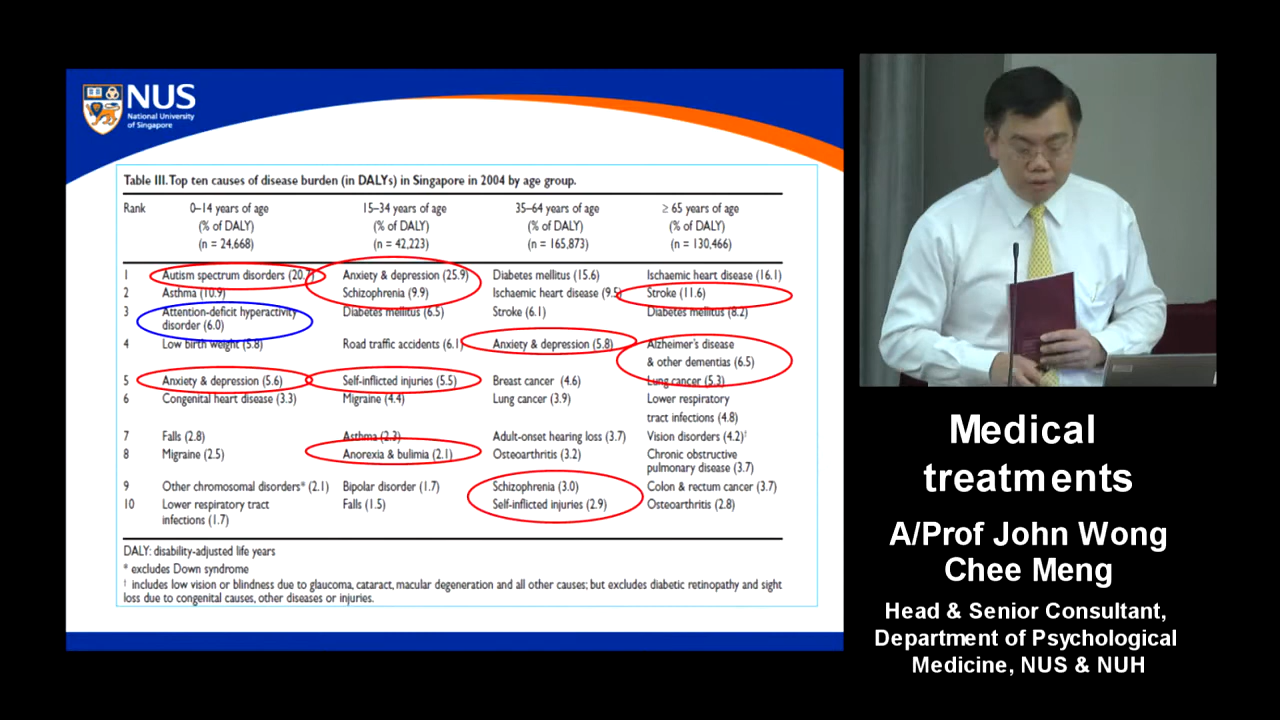 NUS
National University
of Singapore
Table III. Top ten causes of disease burden (in DALYs) in Singapore in 2004 by age group.
Rank 0–14 years of age 15–34 years of age 35–64 years of age ≥ 65 years of age
(% of DALY) (% of DALY) (% of DALY) (% of DALY)
(n = 24,668) (n = 42,223) (n = 165,873) (n = 130,466)
1 Autism spectrum disorders (20. Anxiety & depression (25.9) Diabetes mellitus (15.6) Ischaemic heart disease (16.1)
2 Asthma (10.9) Schizophrenia (9.9) Ischaemic heart disease (9.5) Stroke (11.6)
3 Attention-deficit hyperactivity Diabetes mellitus (6.5) Stroke (6.1) Diabetes mellitus (8.2)
disorder (6.0)
4 Low birth weight (5.8) Road traffic accidents (6.1) Anxiety & depression (5.8) Alzheimer's disease
& other dementias (6.5)
5 Anxiety & depression (5.6) Self-inflicted injuries (5.5) Breast cancer (4.6) Lung cancer (5.3)
6 Congenital heart disease (3.3) Migraine (4.4) Lung cancer (3.9) Lower respiratory
tract infections (4.8)
7 Falls (2.8) Asthma (2.3) Adult-onset hearing loss (3.7) Vision disorders (4.2)†
8 Migraine (2.5) Anorexia & bulimia (2.1) Osteoarthritis (3.2) Chronic obstructive
pulmonary disease (3.7)
9 Other chromosomal disorders* (2.1) Bipolar disorder (1.7) Schizophrenia (3.0) Colon & rectum cancer (3.7)
10 Lower respiratory tract Falls (1.5) Self-inflicted injuries (2.9) Osteoarthritis (2.8)
infections (1.7)
DALY: disability-adjusted life years
* excludes Down syndrome
† includes low vision or blindness due to glaucoma, cataract, macular degeneration and all other causes; but excludes diabetic retinopathy and sight
loss due to congenital causes, other diseases or injuries.
Medical
treatments
A/Prof John Wong
Chee Meng
Head & Senior Consultant,
Department of Psychological
Medicine, NUS & NUH